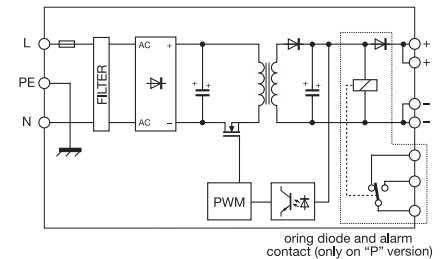 L
PE
N
FILTER
AC +
AC −
+ +
+
+
+
−
−
PWM
oring diode and alarm
contact (only on “P” version)